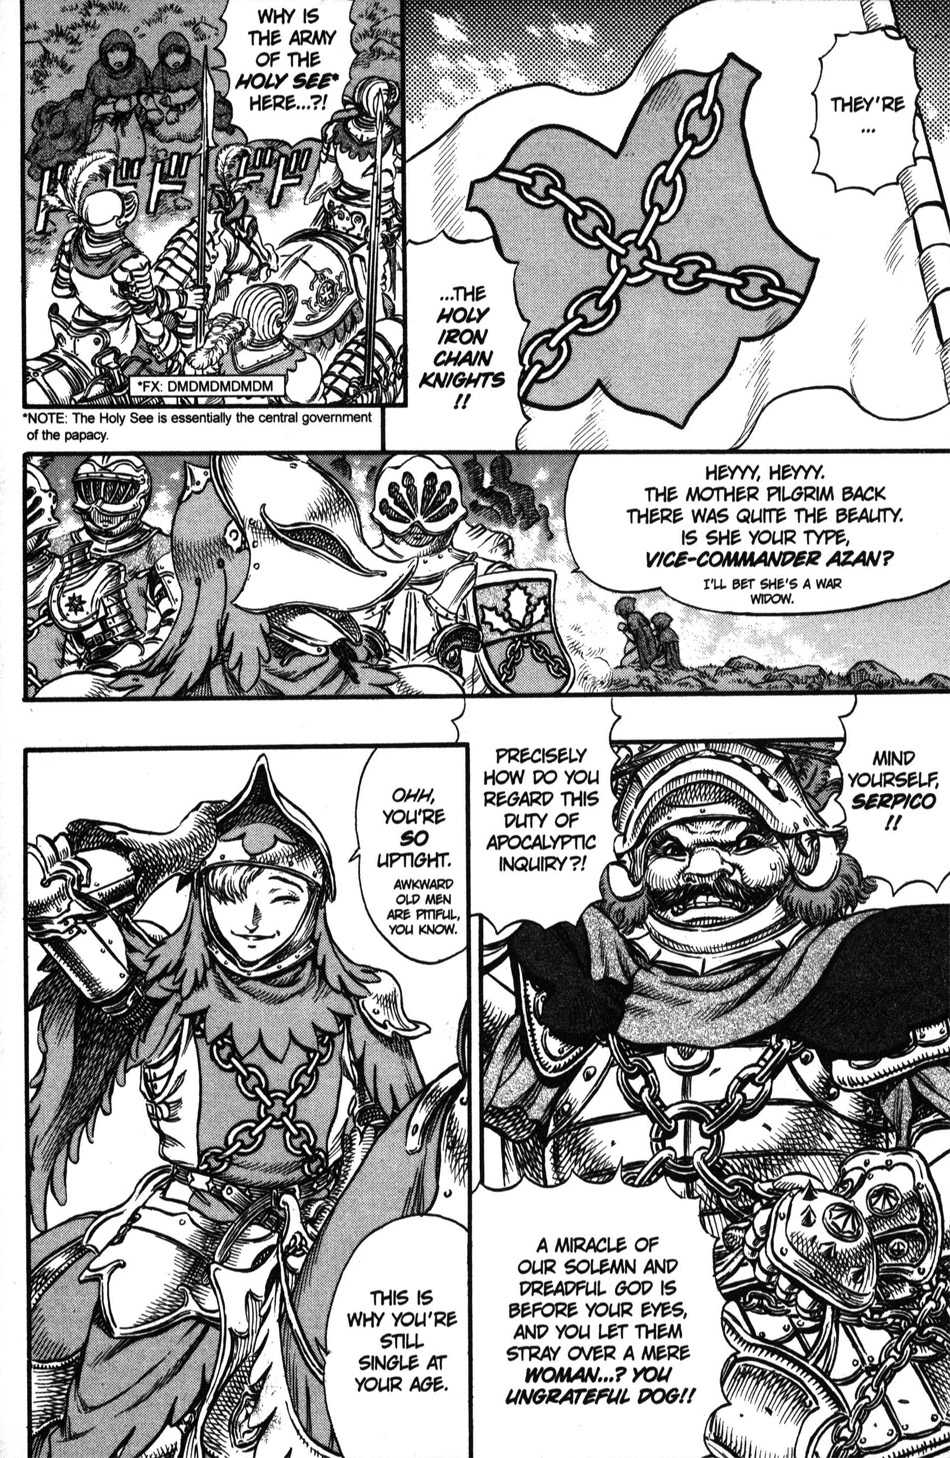 THEY'RE
...
...THE
HOLY
IRON
CHAIN
KNIGHTS
!!
WHY IS
THE ARMY
OF THE
HOLY SEE*
HERE...?!
ドドドドド
*FX: DMDMDMDMDM
*NOTE: The Holy See is essentially the central government
of the papacy.
HEYYY, HEYYY.
THE MOTHER PILGRIM BACK
THERE WAS QUITE THE BEAUTY.
IS SHE YOUR TYPE,
VICE-COMMANDER AZAN?
I'LL BET SHE'S A WAR
WIDOW.
MIND
YOURSELF,
SERPICO
!!
PRECISELY
HOW DO YOU
REGARD THIS
DUTY OF
APOCALYPTIC
INQUIRY?!
A MIRACLE OF
OUR SOLEMN AND
DREADFUL GOD IS
BEFORE YOUR EYES,
AND YOU LET THEM
STRAY OVER A MERE
WOMAN...? YOU
UNGRATEFUL DOG!!
OHH,
YOU'RE
SO
UPTIGHT.
AWKWARD
OLD MEN
ARE PITIFUL,
YOU KNOW.
THIS IS
WHY YOU'RE
STILL
SINGLE AT
YOUR AGE.